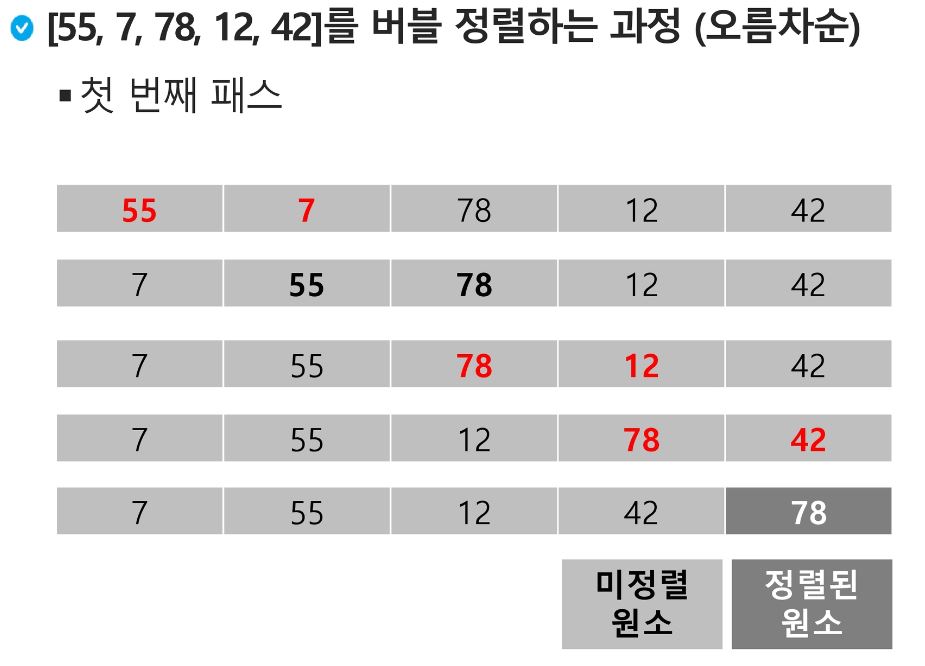 [55, 7, 78, 12, 42]를 버블 정렬하는 과정 (오름차순)
▪ 첫 번째 패스
55 7 78 12 42
7 55 78 12 42
7 55 78 12 42
7 55 12 78 42
7 55 12 42 78
미정렬 정렬된
원소 원소